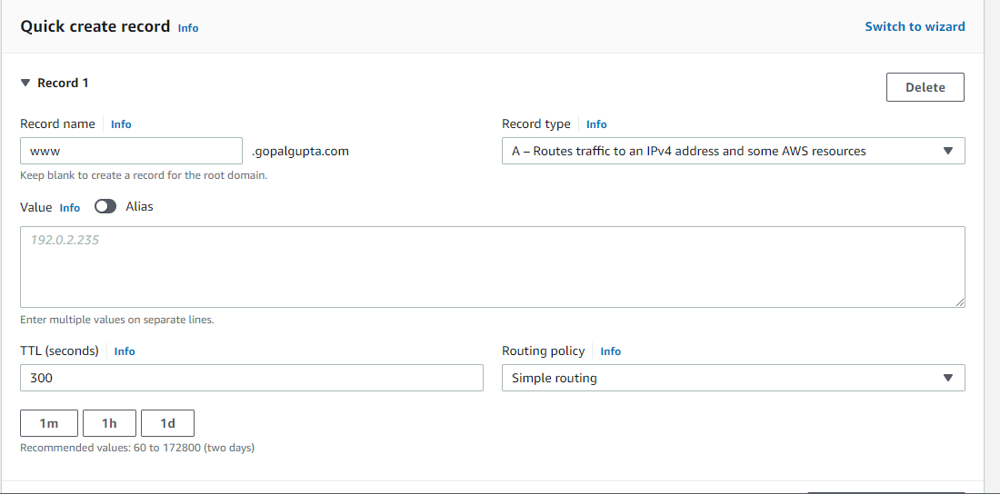 Quick create record Info Switch to wizard
Record 1 Delete
Record name Info Record type Info
www .gopalgupta.com A – Routes traffic to an IPv4 address and some AWS resources
Keep blank to create a record for the root domain.
Value Info Alias
192.0.2.235
Enter multiple values on separate lines.
TTL (seconds) Info Routing policy Info
300 Simple routing
1m 1h 1d
Recommended values: 60 to 172800 (two days)